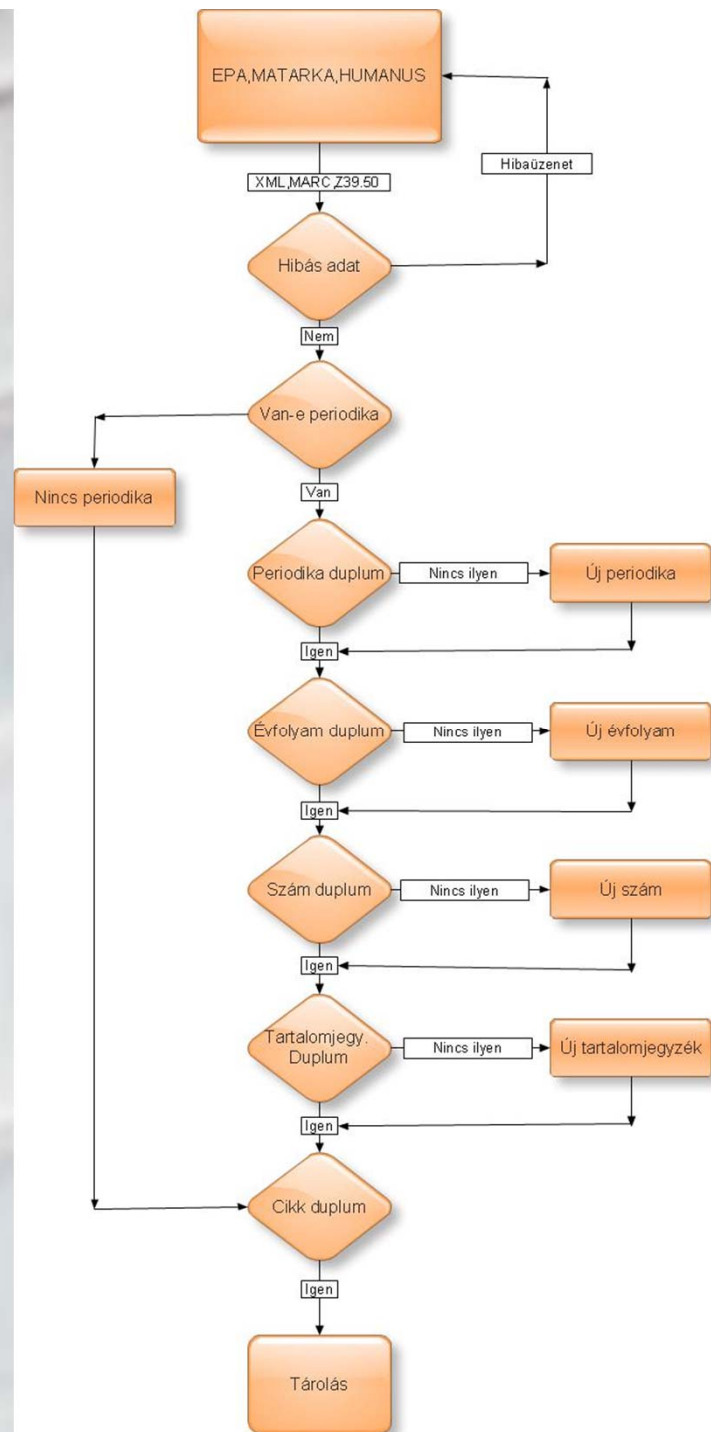 EPA,MATARKA,HUMANUS
Hibaüzenet
XML,MARC,Z39.50
Hibás adat
Nem
Van-e periodika
Nincs periodika
Van
Periodika duplum
Nincs ilyen
Új periodika
Igen
Évfolyam duplum
Nincs ilyen
Új évfolyam
Igen
Szám duplum
Nincs ilyen
Új szám
Igen
Tartalomjegy.
Duplum
Nincs ilyen
Új tartalomjegyzék
Igen
Cikk duplum
Igen
Tárolás